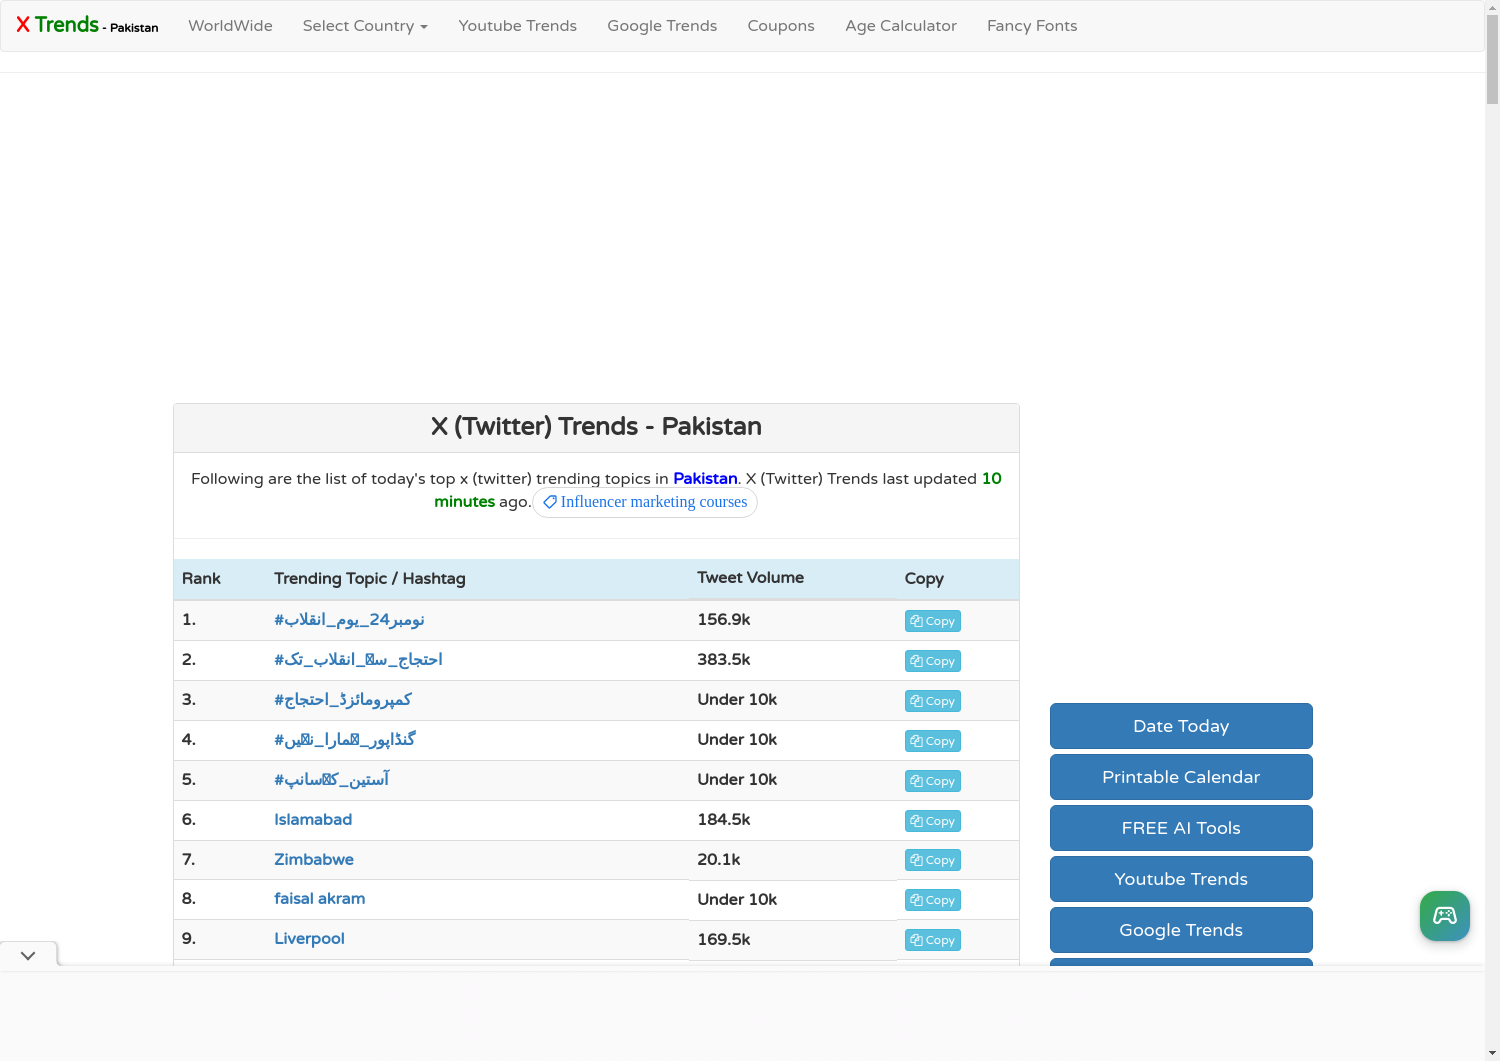 X Trends - Pakistan WorldWide Select Country Youtube Trends Google Trends Coupons Age Calculator Fancy Fonts
X (Twitter) Trends - Pakistan
Following are the list of today's top x (twitter) trending topics in Pakistan. X (Twitter) Trends last updated 10
minutes ago. Influencer marketing courses
Rank Trending Topic / Hashtag Tweet Volume Copy
1. #نومبر24_یوم_انقلاب 156.9k Copy
2. 383.5k Copy
3. #کمپرومائزڈ_احتجاج Under 10k Copy
4. Under 10k Copy
5. Under 10k Copy
6. Islamabad 184.5k Copy
7. Zimbabwe 20.1k Copy
8. faisal akram Under 10k Copy
9. Liverpool 169.5k Copy
Date Today
Printable Calendar
FREE AI Tools
Youtube Trends
Google Trends